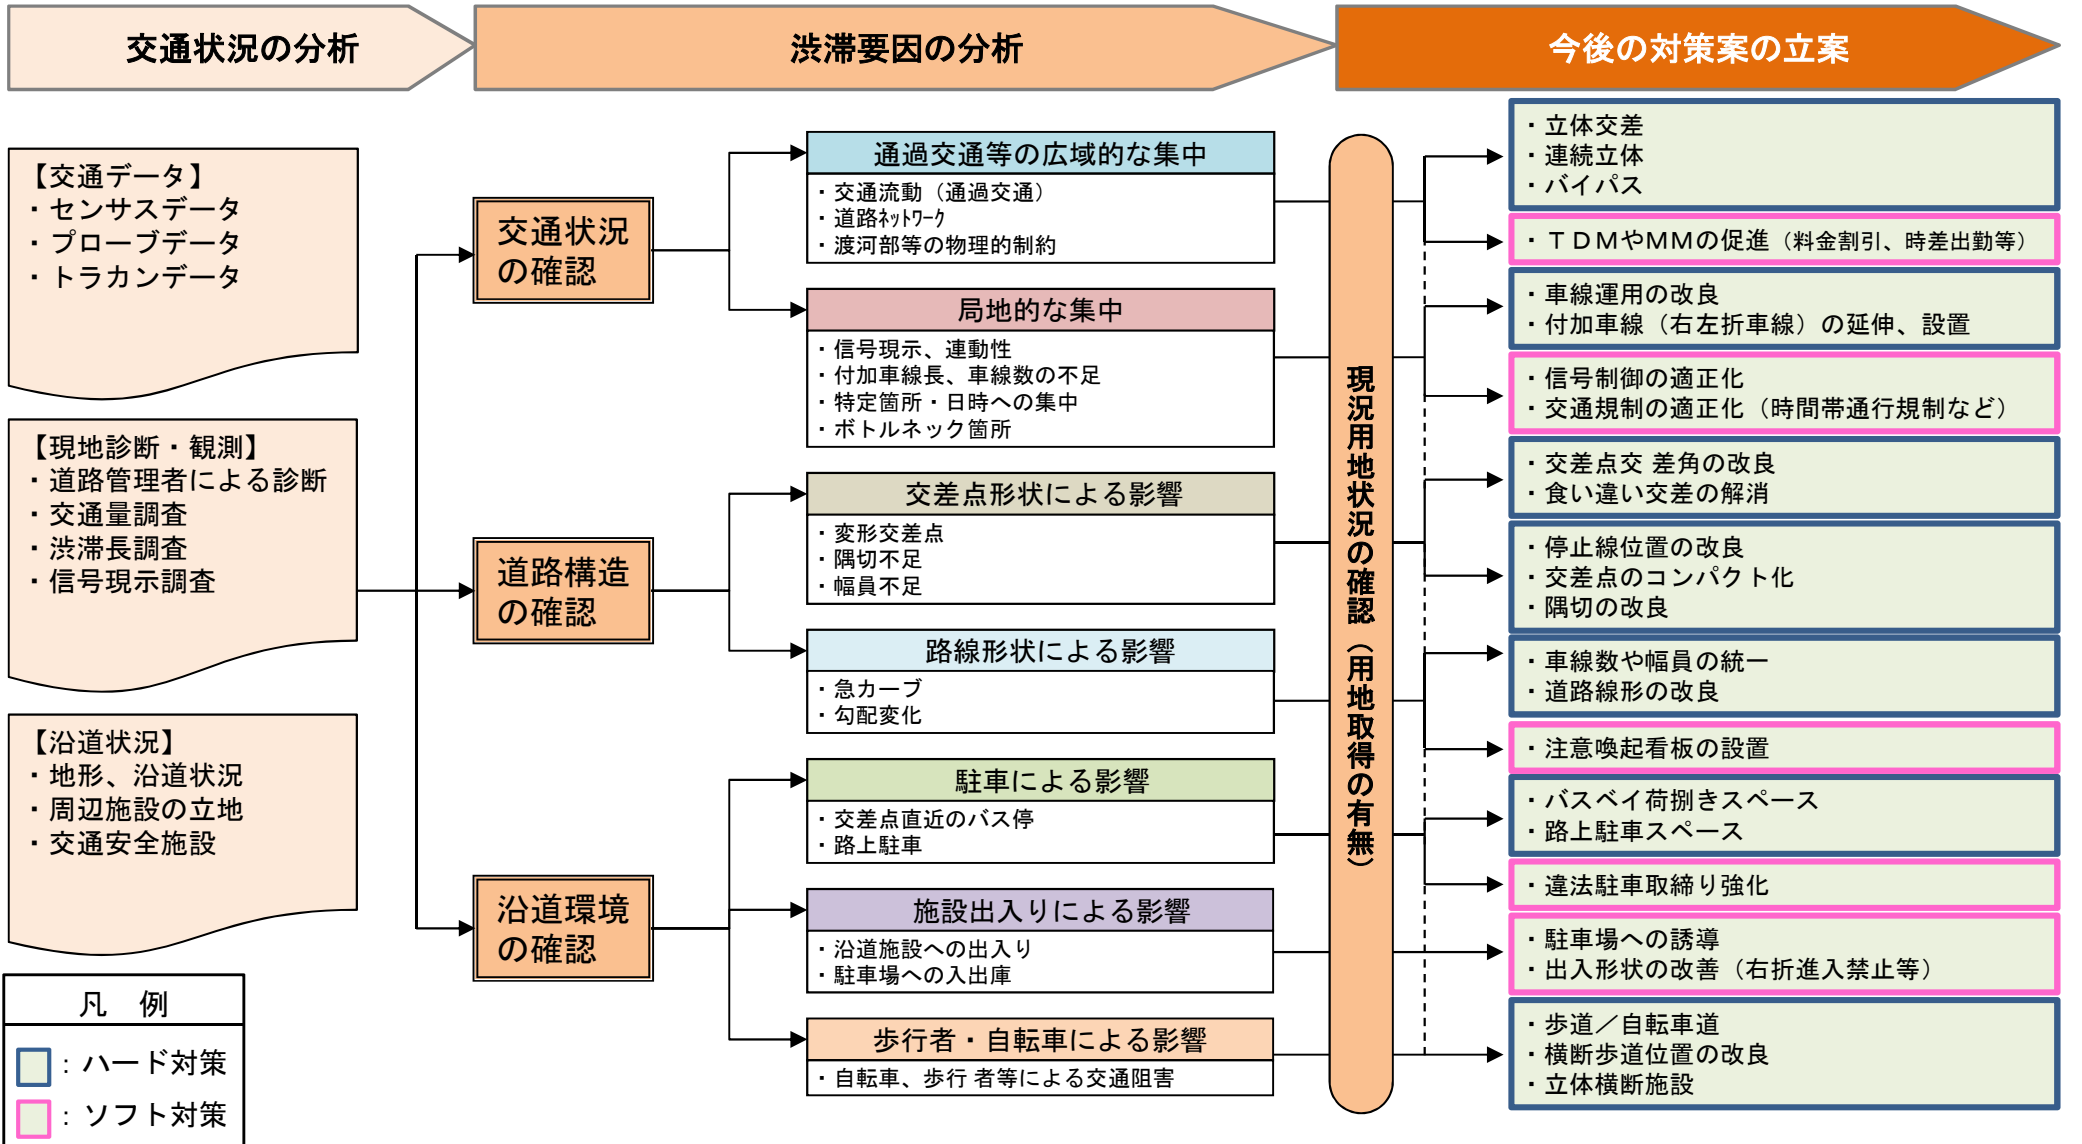 交通状況の分析
渋滞要因の分析
今後の対策案の立案
【交通データ】
・センサスデータ
・プローブデータ
・トラカンデータ
【現地診断・観測】
・道路管理者による診断
・交通量調査
・渋滞長調査
・信号現示調査
【沿道状況】
・地形、沿道状況
・周辺施設の立地
・交通安全施設
凡　例
：ハード対策
：ソフト対策
交通状況
の確認
道路構造
の確認
沿道環境
の確認
通過交通等の広域的な集中
・交通流動（通過交通）
・道路ﾈｯﾄﾜｰｸ
・渡河部等の物理的制約
局地的な集中
・信号現示、連動性
・付加車線長、車線数の不足
・特定箇所・日時への集中
・ボトルネック箇所
交差点形状による影響
・変形交差点
・隅切不足
・幅員不足
路線形状による影響
・急カーブ
・勾配変化
駐車による影響
・交差点直近のバス停
・路上駐車
施設出入りによる影響
・沿道施設への出入り
・駐車場への入出庫
歩行者・自転車による影響
・自転車、歩行 者等による交通阻害
現況用地状況の確認（用地取得の有無）
・立体交差
・連続立体
・バイパス
・ＴＤＭやＭＭの促進（料金割引、時差出勤等）
・車線運用の改良
・付加車線（右左折車線）の延伸、設置
・信号制御の適正化
・交通規制の適正化（時間帯通行規制など）
・交差点交 差角の改良
・食い違い交差の解消
・停止線位置の改良
・交差点のコンパクト化
・隅切の改良
・車線数や幅員の統一
・道路線形の改良
・注意喚起看板の設置
・バスベイ荷捌きスペース
・路上駐車スペース
・違法駐車取締り強化
・駐車場への誘導
・出入形状の改善（右折進入禁止等）
・歩道／自転車道
・横断歩道位置の改良
・立体横断施設